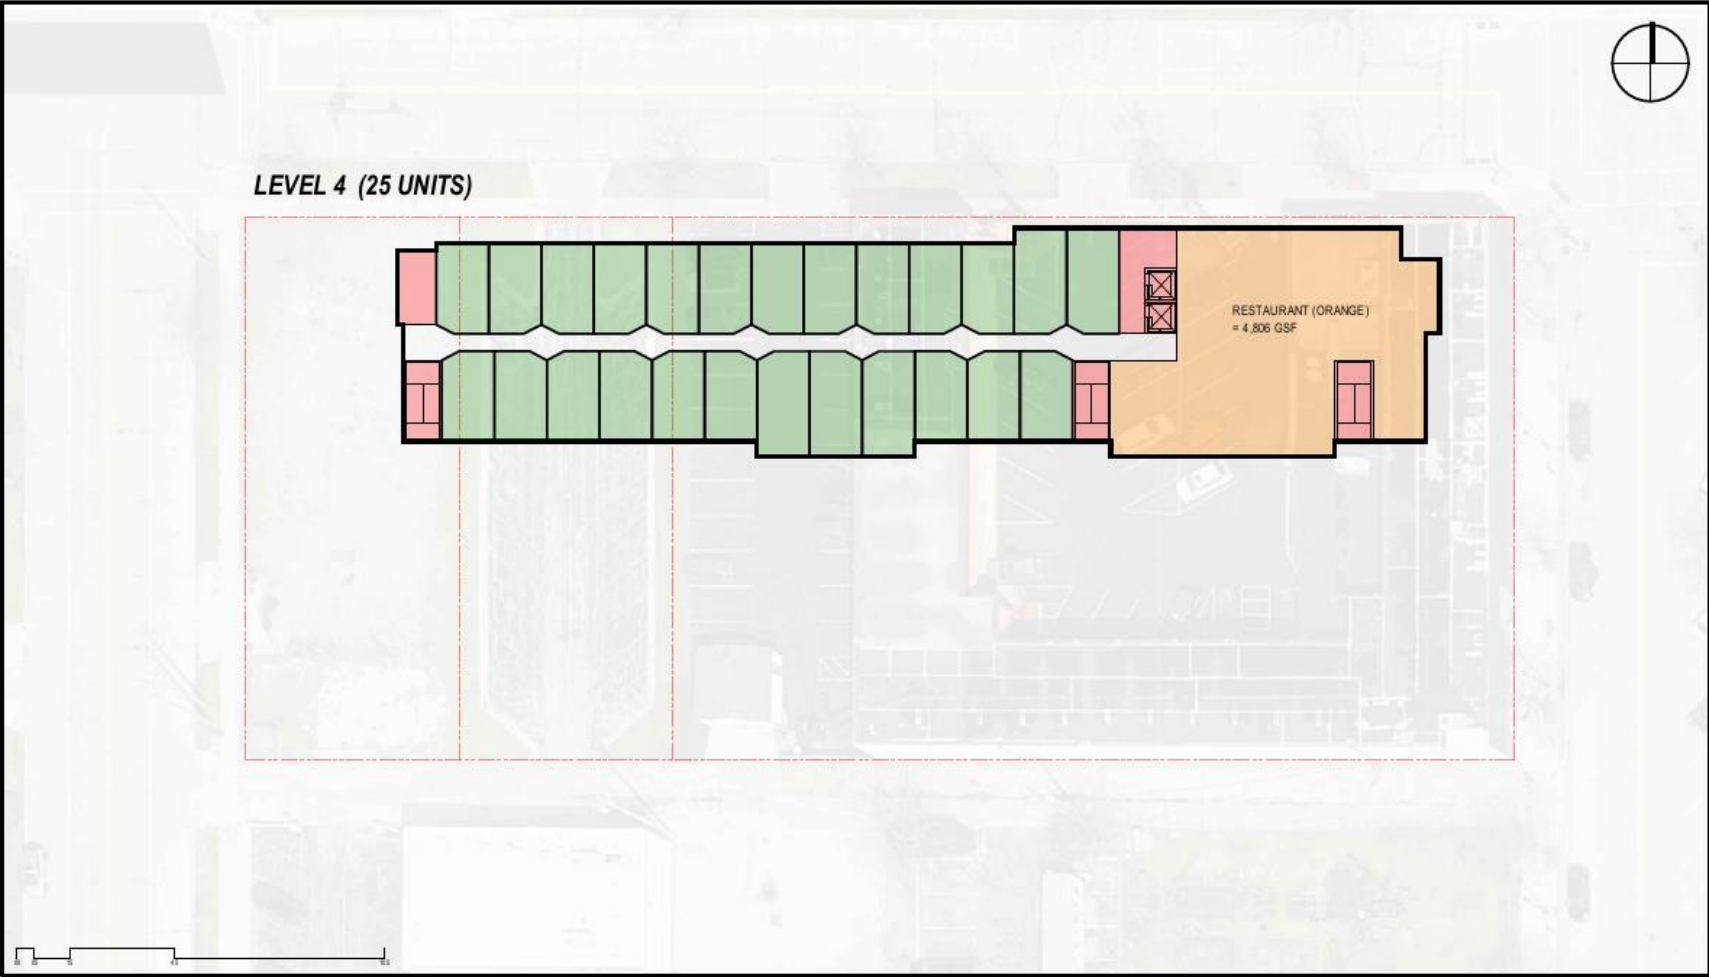 LEVEL 4 (25 UNITS)
RESTAURANT (ORANGE)
= 4,806 GSF